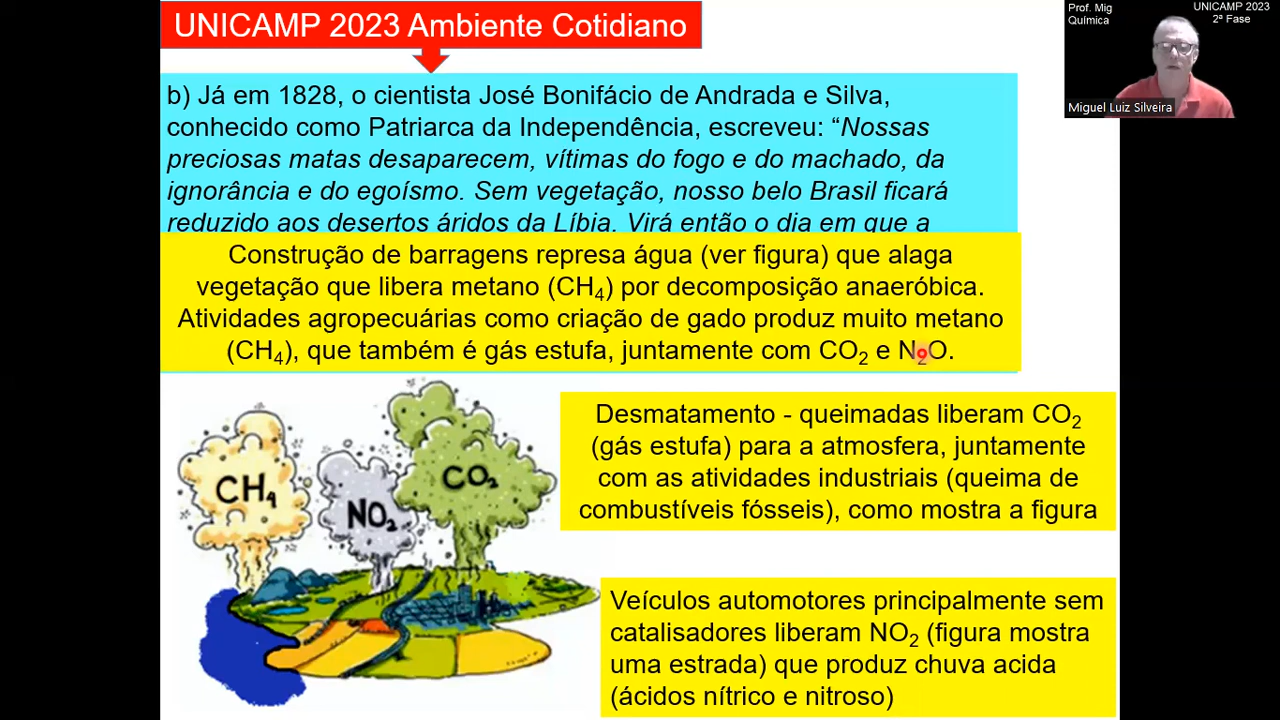 UNICAMP 2023 Ambiente Cotidiano
b) Já em 1828, o cientista José Bonifácio de Andrada e Silva,
conhecido como Patriarca da Independência, escreveu: “Nossas
preciosas matas desaparecem, vítimas do fogo e do machado, da
ignorância e do egoísmo. Sem vegetação, nosso belo Brasil ficará
reduzido aos desertos áridos da Líbia. Virá então o dia em que a
Construção de barragens represa água (ver figura) que alaga
vegetação que libera metano (CH₄) por decomposição anaeróbica.
Atividades agropecuárias como criação de gado produz muito metano
(CH₄), que também é gás estufa, juntamente com CO₂ e N₂O.
CH₄
NO₂
CO₂
Desmatamento - queimadas liberam CO₂
(gás estufa) para a atmosfera, juntamente
com as atividades industriais (queima de
combustíveis fósseis), como mostra a figura
Veículos automotores principalmente sem
catalisadores liberam NO₂ (figura mostra
uma estrada) que produz chuva acida
(ácidos nítrico e nitroso)
Prof. Mig
Química
UNICAMP 2023
2ª Fase
Miguel Luiz Silveira